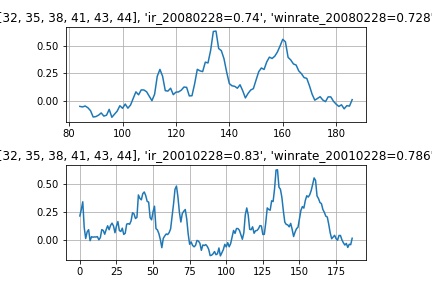 [32, 35, 38, 41, 43, 44], 'ir_20080228=0.74', 'winrate_20080228=0.728'
0.50
0.25
0.00
80 100 120 140 160 180
[32, 35, 38, 41, 43, 44], 'ir_20010228=0.83', 'winrate_20010228=0.786'
0.50
0.25
0.00
0 25 50 75 100 125 150 175